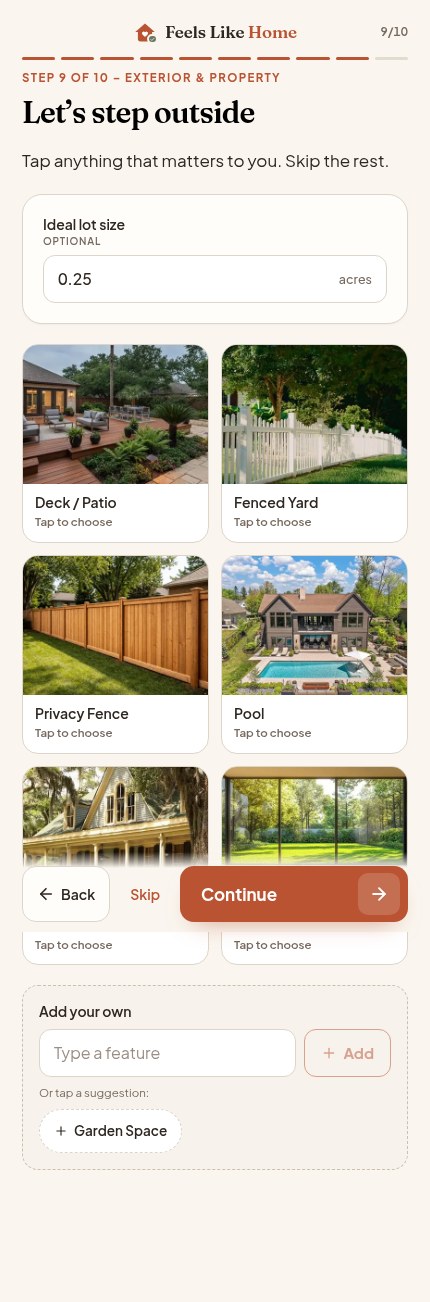 Feels Like Home
9/10
STEP 9 OF 10 – EXTERIOR & PROPERTY
Let's step outside
Tap anything that matters to you. Skip the rest.
Ideal lot size
OPTIONAL
0.25
acres
Deck / Patio
Tap to choose
Fenced Yard
Tap to choose
Privacy Fence
Tap to choose
Pool
Tap to choose
Back
Skip
Continue
Tap to choose
Tap to choose
Add your own
Type a feature
+ Add
Or tap a suggestion:
+ Garden Space